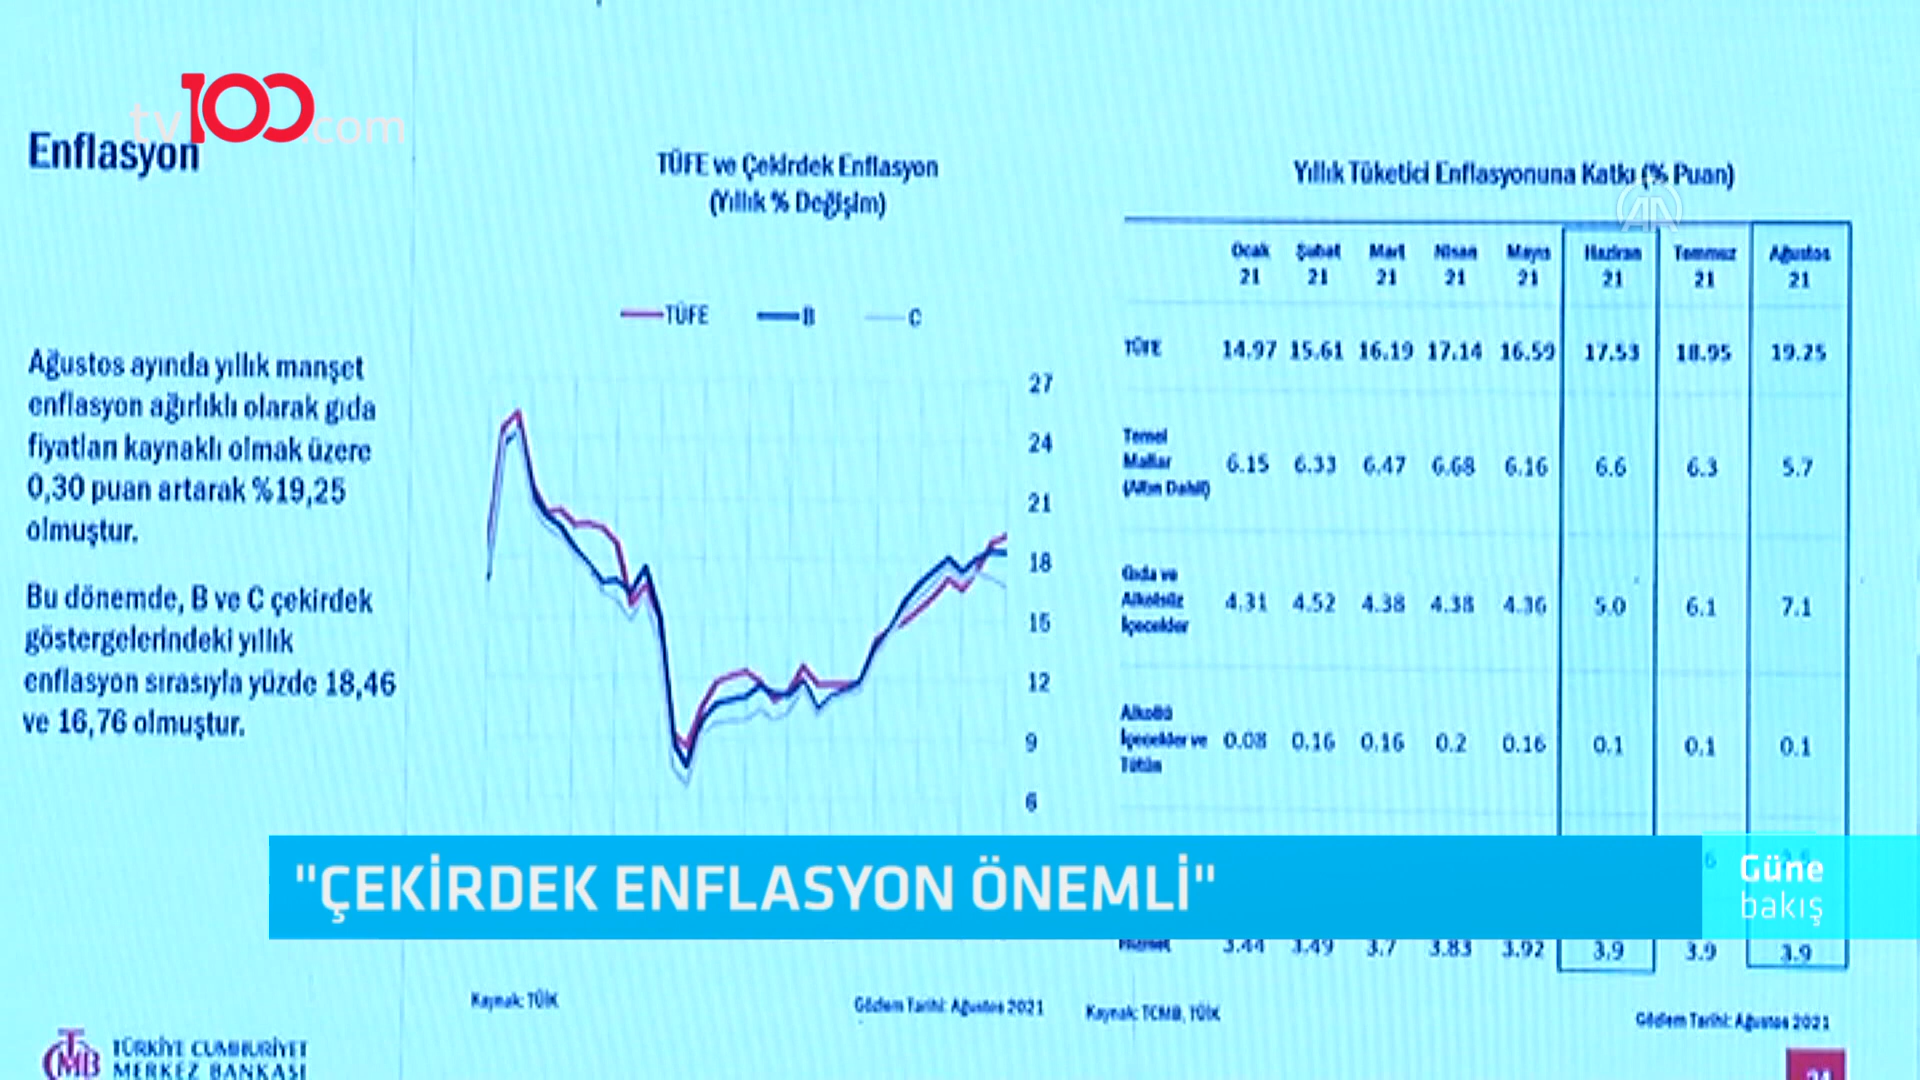 tv100.com
Enflasyon
Ağustos ayında yıllık manşet
enflasyon ağırlıklı olarak gıda
fiyatları kaynaklı olmak üzere
0,30 puan artarak %19,25
olmuştur.
Bu dönemde, B ve C çekirdek
göstergelerindeki yıllık
enflasyon sırasıyla yüzde 18,46
ve 16,76 olmuştur.
TÜFE ve Çekirdek Enflasyon
(Yıllık % Değişim)
TÜFE B C
27
24
21
18
15
12
9
6
Kaynak: TÜİK
Gözlem Tarihi: Ağustos 2021
Yıllık Tüketici Enflasyonuna Katkı (% Puan)
AA
Ocak 21 Şubat 21 Mart 21 Nisan 21 Mayıs 21 Haziran 21 Temmuz 21 Ağustos 21
TÜFE 14.97 15.61 16.19 17.14 16.59 17.53 18.95 19.25
Temel Mallar (Altın Dahil) 6.15 6.33 6.47 6.68 6.16 6.6 6.3 5.7
Gıda ve Alkolsüz İçecekler 4.31 4.52 4.38 4.38 4.36 5.0 6.1 7.1
Alkollü İçecekler ve Tütün 0.08 0.16 0.16 0.2 0.16 0.1 0.1 0.1
Hizmet 3.44 3.49 3.7 3.83 3.92 3.9 3.9 3.9
Kaynak: TCMB, TÜİK
Gözlem Tarihi: Ağustos 2021
"ÇEKİRDEK ENFLASYON ÖNEMLİ"
Güne
bakış
TCMB
TÜRKİYE CUMHURİYET
MERKEZ BANKASI